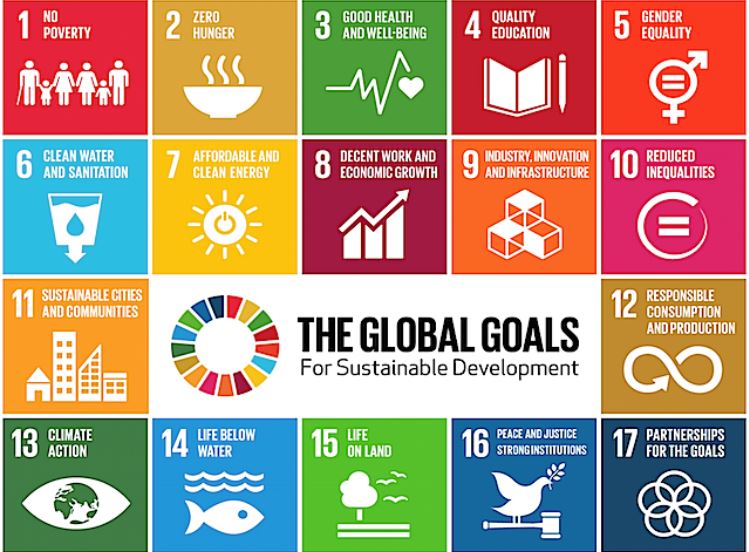 1 NO
POVERTY
2 ZERO
HUNGER
3 GOOD HEALTH
AND WELL-BEING
4 QUALITY
EDUCATION
5 GENDER
EQUALITY
6 CLEAN WATER
AND SANITATION
7 AFFORDABLE AND
CLEAN ENERGY
8 DECENT WORK AND
ECONOMIC GROWTH
9 INDUSTRY, INNOVATION
AND INFRASTRUCTURE
10 REDUCED
INEQUALITIES
11 SUSTAINABLE CITIES
AND COMMUNITIES
THE GLOBAL GOALS
For Sustainable Development
12 RESPONSIBLE
CONSUMPTION
AND PRODUCTION
13 CLIMATE
ACTION
14 LIFE BELOW
WATER
15 LIFE
ON LAND
16 PEACE AND JUSTICE
STRONG INSTITUTIONS
17 PARTNERSHIPS
FOR THE GOALS